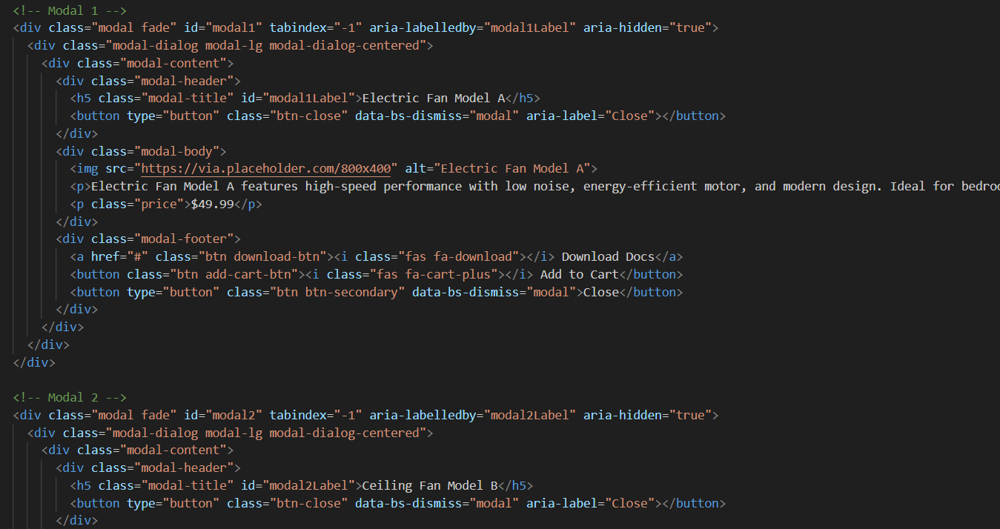 <!-- Modal 1 -->
<div class="modal fade" id="modal1" tabindex="-1" aria-labelledby="modal1Label" aria-hidden="true">
<div class="modal-dialog modal-lg modal-dialog-centered">
<div class="modal-content">
<div class="modal-header">
<h5 class="modal-title" id="modal1Label">Electric Fan Model A</h5>
<button type="button" class="btn-close" data-bs-dismiss="modal" aria-label="Close"></button>
</div>
<div class="modal-body">
<img src="https://via.placeholder.com/800x400" alt="Electric Fan Model A">
<p>Electric Fan Model A features high-speed performance with low noise, energy-efficient motor, and modern design. Ideal for
<p class="price">$49.99</p>
</div>
<div class="modal-footer">
<a href="#" class="btn download-btn"><i class="fas fa-download"></i> Download Docs</a>
<button class="btn add-cart-btn"><i class="fas fa-cart-plus"></i> Add to Cart</button>
<button type="button" class="btn btn-secondary" data-bs-dismiss="modal">Close</button>
</div>
</div>
</div>
</div>
<!-- Modal 2 -->
<div class="modal fade" id="modal2" tabindex="-1" aria-labelledby="modal2Label" aria-hidden="true">
<div class="modal-dialog modal-lg modal-dialog-centered">
<div class="modal-content">
<div class="modal-header">
<h5 class="modal-title" id="modal2Label">Ceiling Fan Model B</h5>
<button type="button" class="btn-close" data-bs-dismiss="modal" aria-label="Close"></button>
</div>